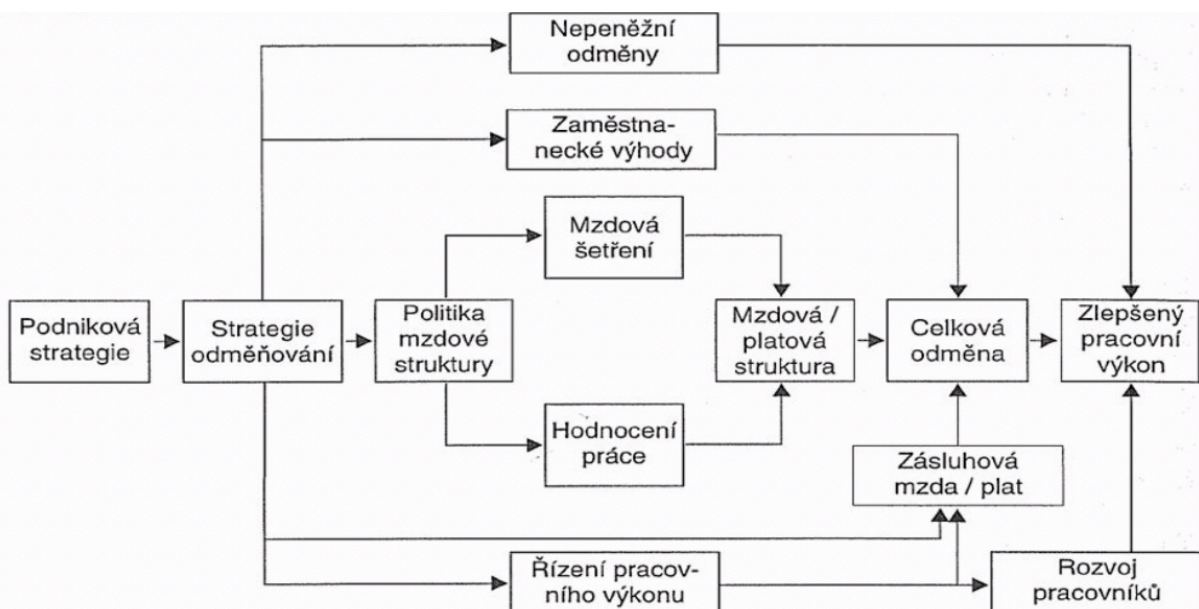 Nepeněžní
odměny
Zaměstna-
necké výhody
Mzdová
šetření
Podniková
strategie
Strategie
odměňování
Politika
mzdové
struktury
Mzdová /
platová
struktura
Celková
odměna
Zlepšený
pracovní
výkon
Hodnocení
práce
Zásluhová
mzda / plat
Řízení pracov-
ního výkonu
Rozvoj
pracovníků